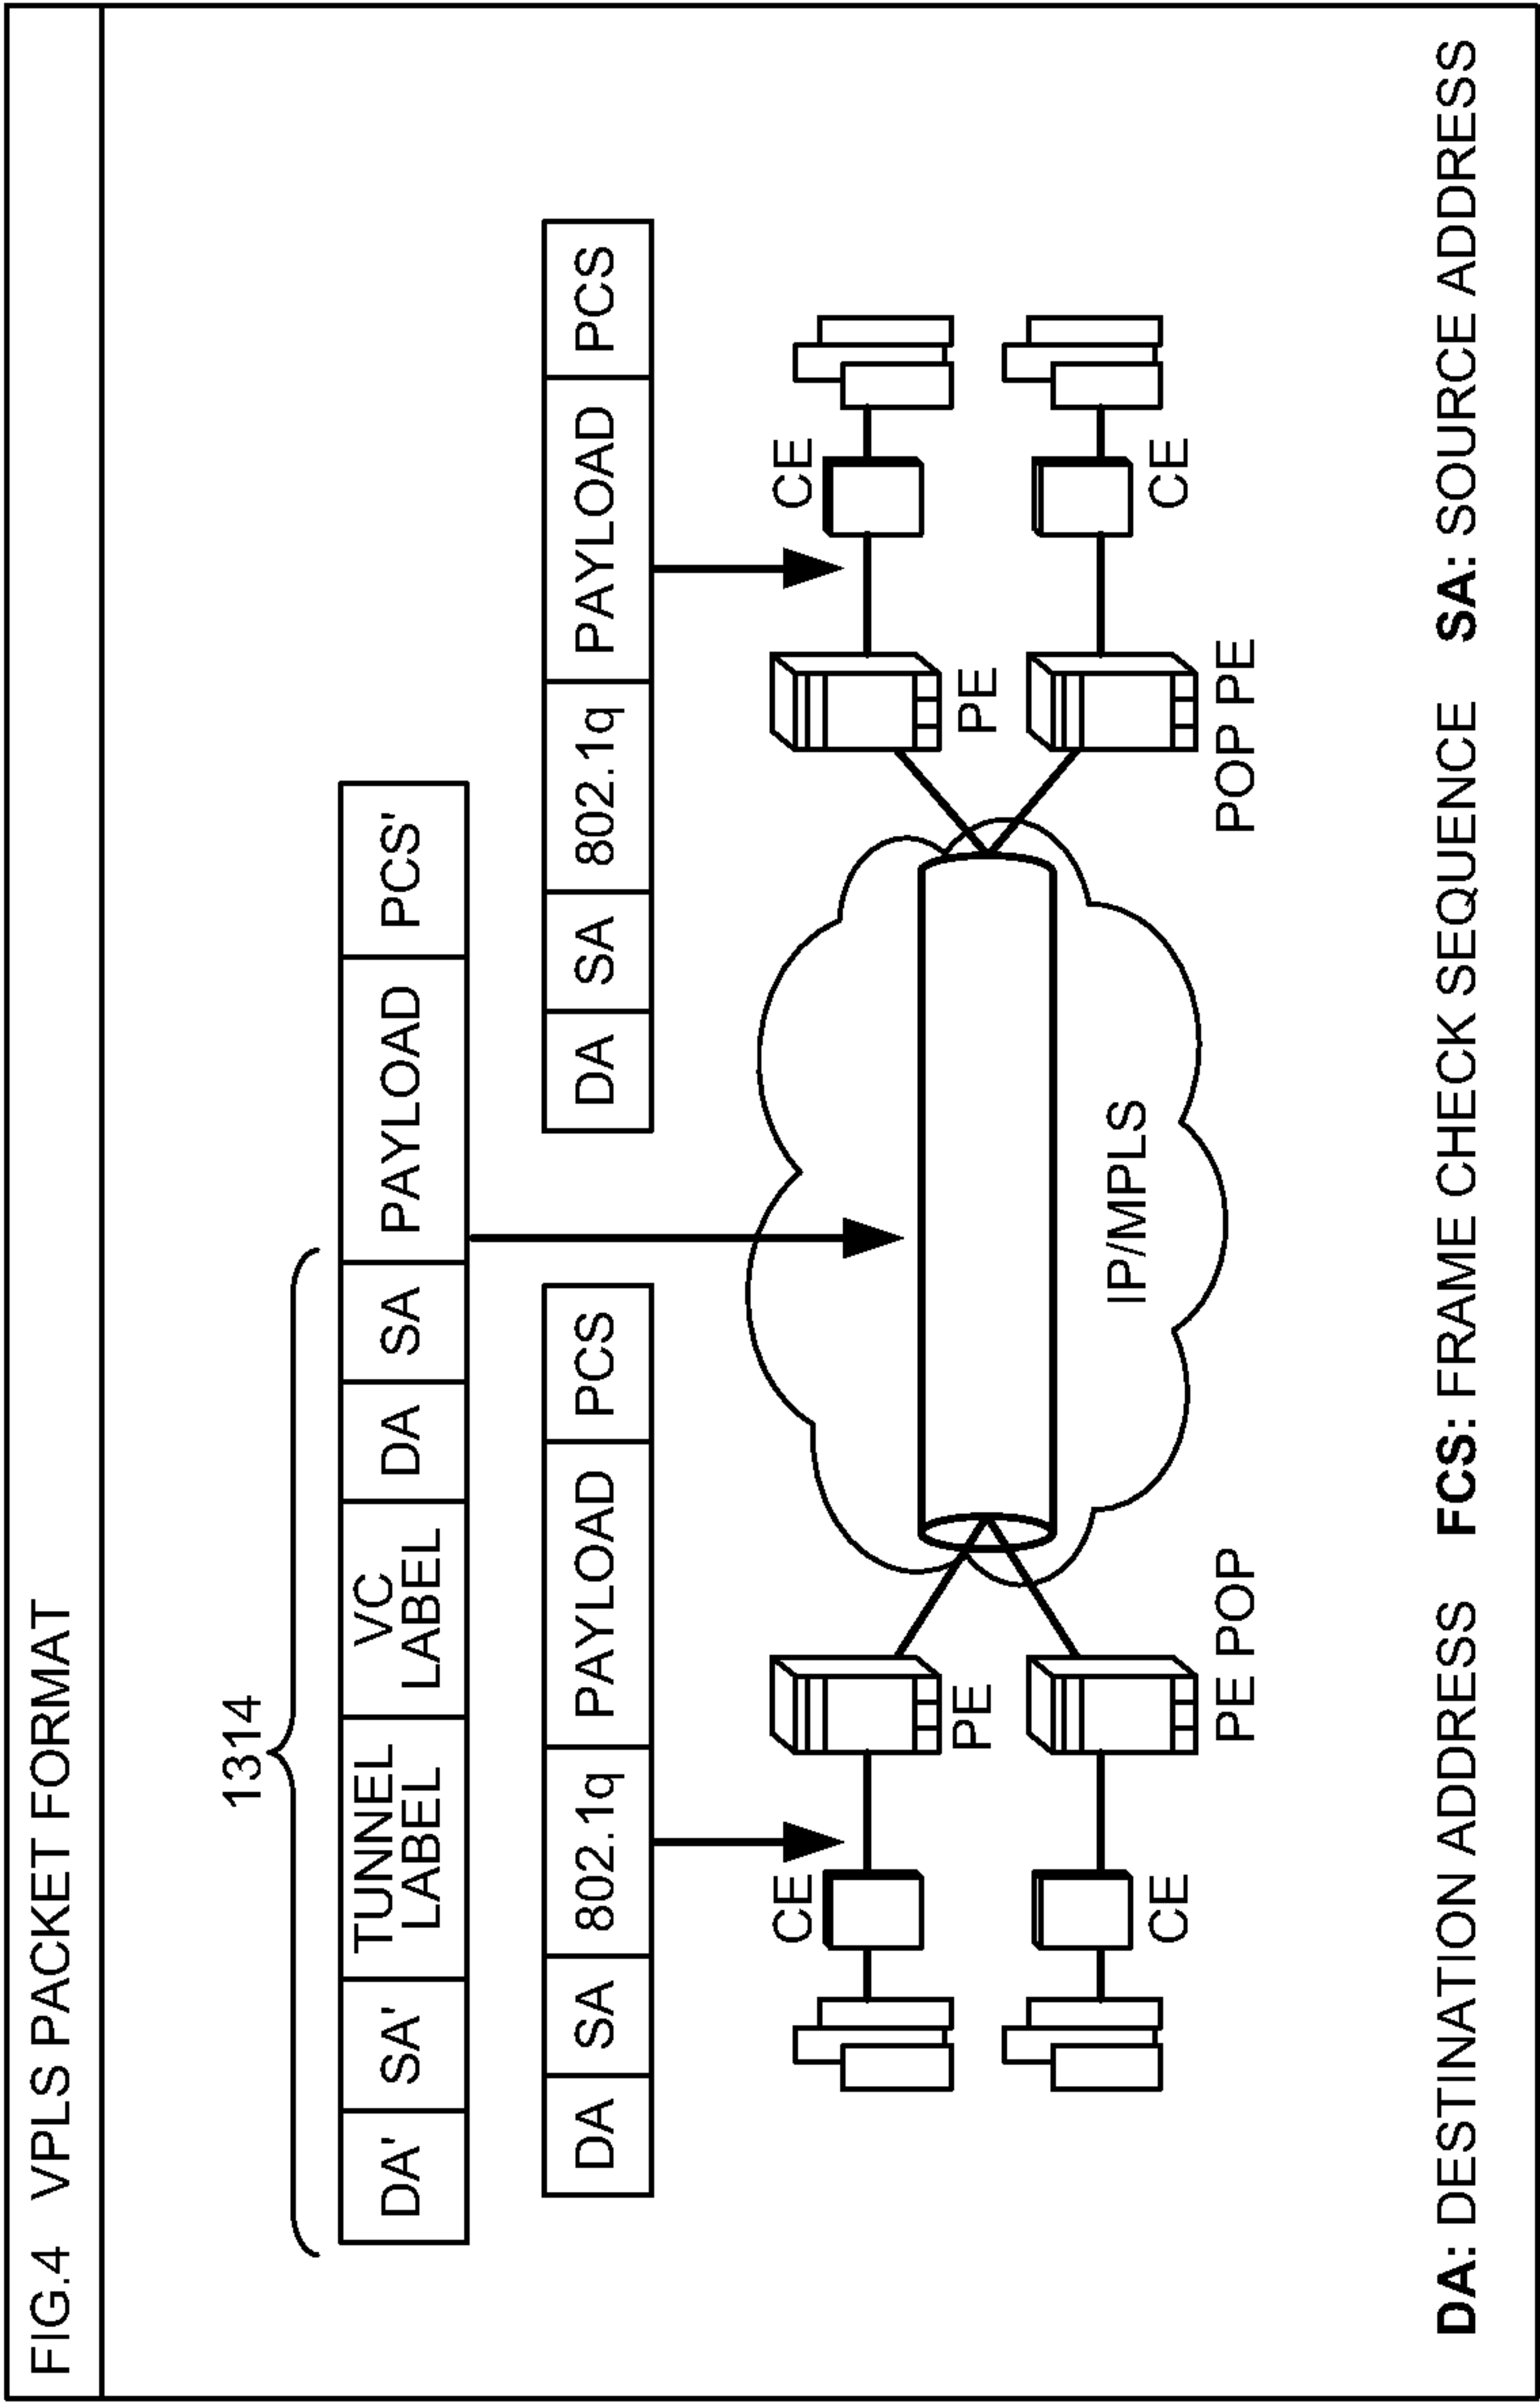 FIG.4 VPLS PACKET FORMAT
1314
DA' SA' TUNNEL LABEL VC LABEL DA SA PAYLOAD PCS'
DA SA 802.1q PAYLOAD PCS
DA SA 802.1q PAYLOAD PCS
CE
CE
PE
PE
IP/MPLS
CE
CE
PE POP
POP PE
DA: DESTINATION ADDRESS FCS: FRAME CHECK SEQUENCE SA: SOURCE ADDRESS